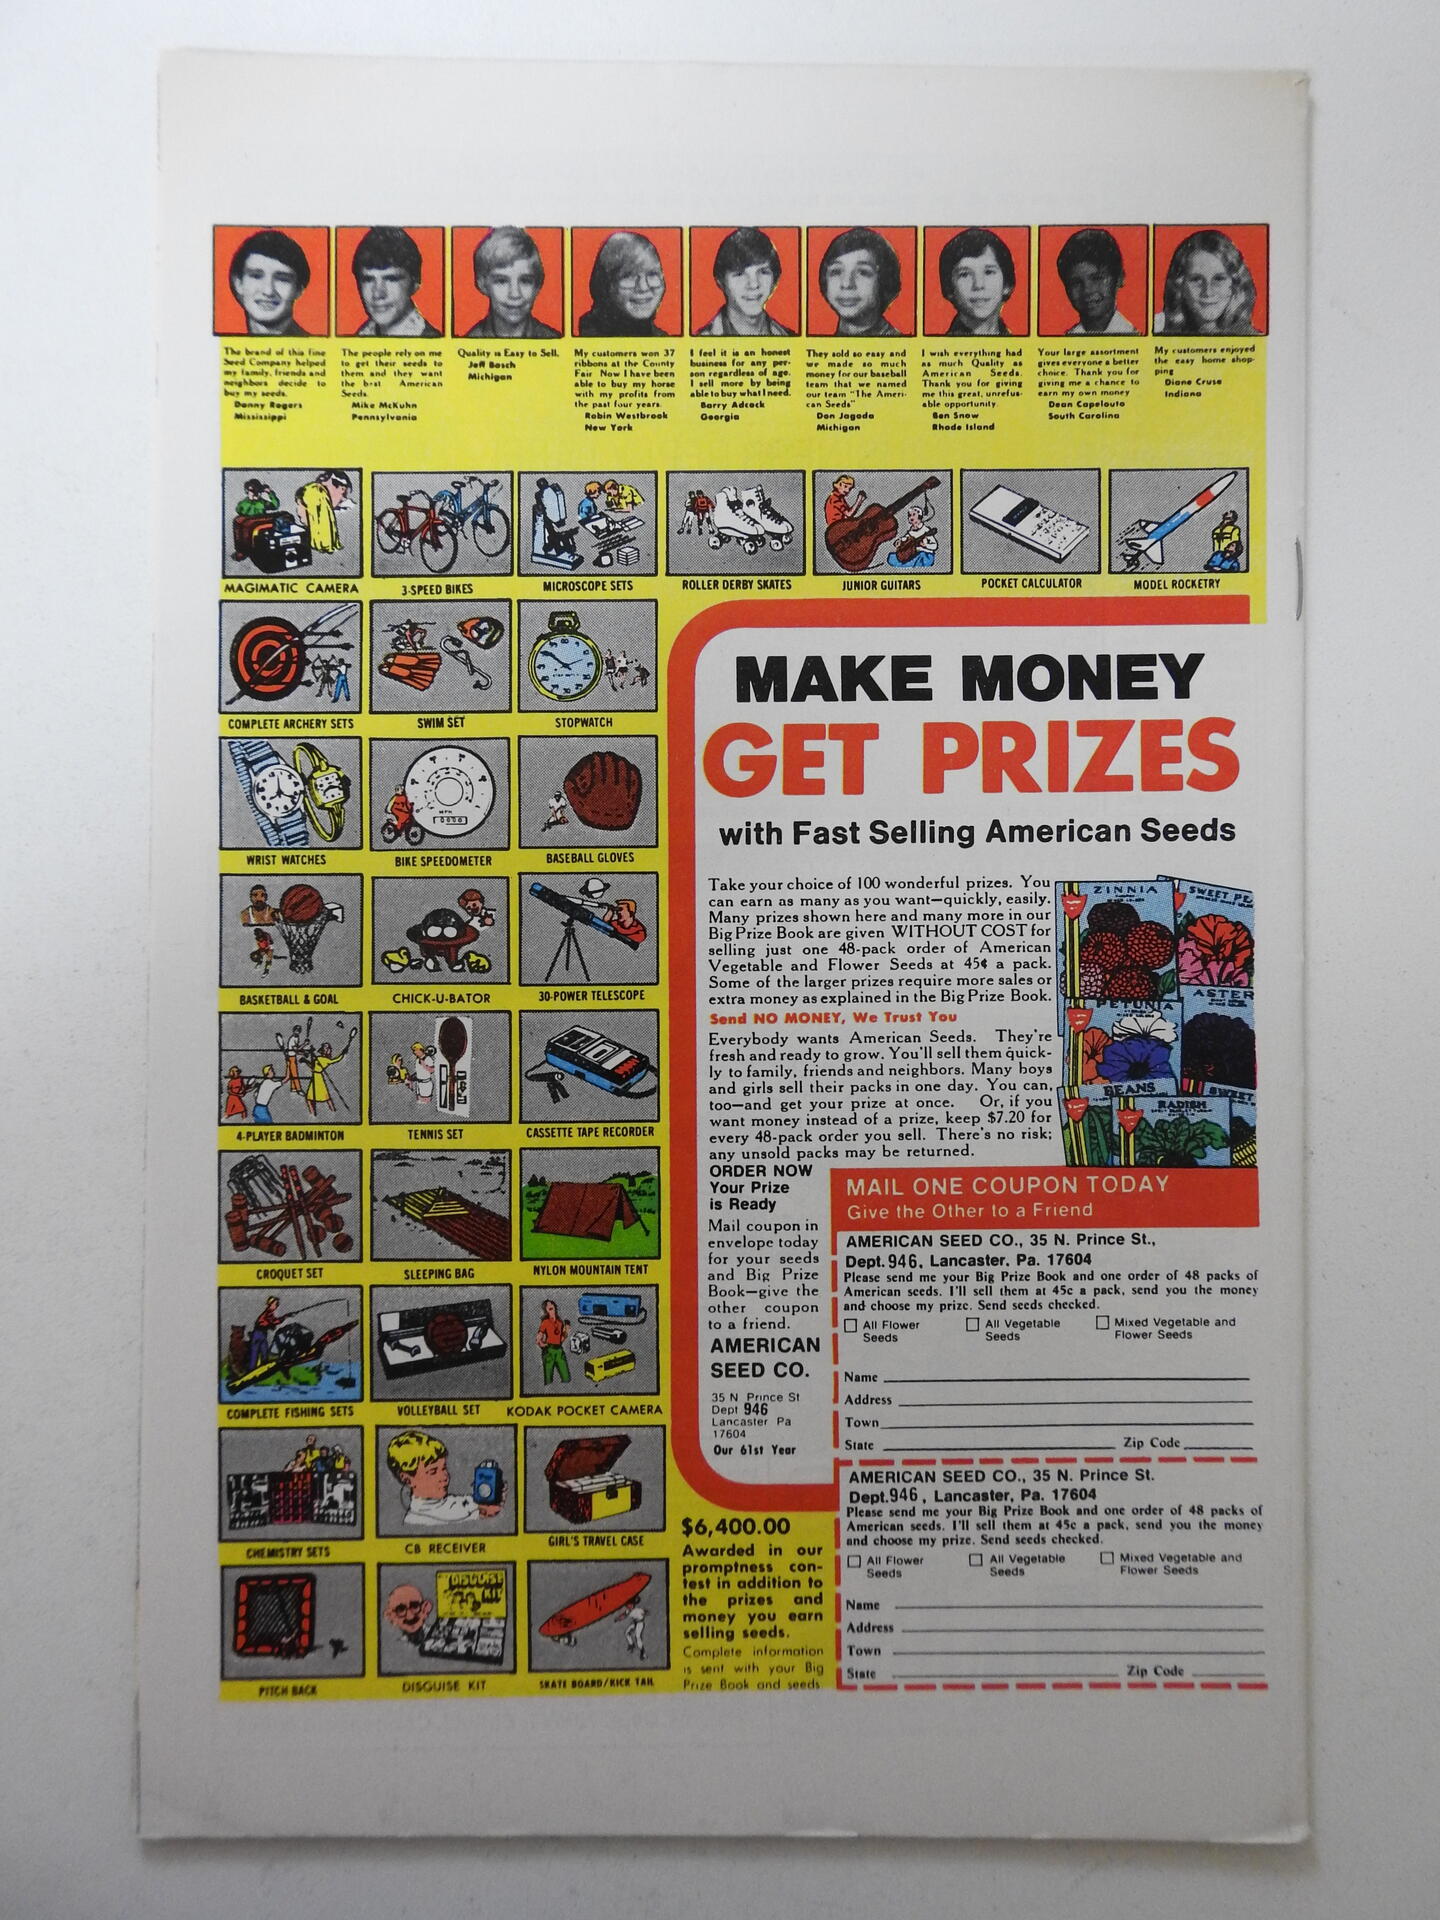 The brand of this fine
Seed Company helped
my family, friends and
neighbors decide to
buy my seeds.
Danny Rogers
Mississippi
The people rely on me
to get their seeds to
them and they want
the best American
Seeds.
Mike McKuhn
Pennsylvania
Quality is Easy to Sell.
Jeff Bosch
Michigan
My customers won 37
ribbons at the County
Fair Now I have been
able to buy my horse
with my profits from
the past four years.
Robin Westbrook
New York
I feel it is an honest
business for any per-
son regardless of age.
I sell more by being
able to buy what I need.
Barry Adcock
Georgia
They sold so easy and
we made so much
money for our baseball
team that we named
our team "The Ameri-
can Seeds"
Don Jagoda
Michigan
I wish everything had
as much Quality as
American Seeds.
Thank you for giving
me this great, unrefus-
able opportunity.
Ben Snow
Rhode Island
Your large assortment
gives everyone a better
choice. Thank you for
giving me a chance to
earn my own money
Dean Capelouto
South Carolina
My customers enjoyed
the easy home shop-
ping
Diane Cruse
Indiana
MAGIMATIC CAMERA
3-SPEED BIKES
MICROSCOPE SETS
ROLLER DERBY SKATES
JUNIOR GUITARS
POCKET CALCULATOR
MODEL ROCKETRY
COMPLETE ARCHERY SETS
SWIM SET
STOPWATCH
WRIST WATCHES
BIKE SPEEDOMETER
BASEBALL GLOVES
BASKETBALL & GOAL
CHICK-U-BATOR
30-POWER TELESCOPE
4-PLAYER BADMINTON
TENNIS SET
CASSETTE TAPE RECORDER
CROQUET SET
SLEEPING BAG
NYLON MOUNTAIN TENT
COMPLETE FISHING SETS
VOLLEYBALL SET
KODAK POCKET CAMERA
CHEMISTRY SETS
CB RECEIVER
GIRL'S TRAVEL CASE
PITCH BACK
DISGUISE KIT
DISGUISE KIT
SKATE BOARD/KICK TAIL
MAKE MONEY
GET PRIZES
with Fast Selling American Seeds
Take your choice of 100 wonderful prizes. You
can earn as many as you want—quickly, easily.
Many prizes shown here and many more in our
Big Prize Book are given WITHOUT COST for
selling just one 48-pack order of American
Vegetable and Flower Seeds at 45¢ a pack.
Some of the larger prizes require more sales or
extra money as explained in the Big Prize Book.
Send NO MONEY, We Trust You
Everybody wants American Seeds. They're
fresh and ready to grow. You'll sell them quick-
ly to family, friends and neighbors. Many boys
and girls sell their packs in one day. You can,
too—and get your prize at once. Or, if you
want money instead of a prize, keep $7.20 for
every 48-pack order you sell. There's no risk;
any unsold packs may be returned.
ZINNIA
SWEET PE
ASTER
PETUNIA
BEANS
RADISH
SWEET
ORDER NOW
Your Prize
is Ready
Mail coupon in
envelope today
for your seeds
and Big Prize
Book—give the
other coupon
to a friend.
AMERICAN
SEED CO.
35 N Prince St
Dept 946
Lancaster Pa
17604
Our 61st Year
MAIL ONE COUPON TODAY
Give the Other to a Friend
AMERICAN SEED CO., 35 N. Prince St.,
Dept. 946, Lancaster, Pa. 17604
Please send me your Big Prize Book and one order of 48 packs of
American seeds. I'll sell them at 45c a pack, send you the money
and choose my prize. Send seeds checked.
All Flower
Seeds
All Vegetable
Seeds
Mixed Vegetable and
Flower Seeds
Name
Address
Town
State Zip Code
AMERICAN SEED CO., 35 N. Prince St.
Dept. 946, Lancaster, Pa. 17604
Please send me your Big Prize Book and one order of 48 packs of
American seeds. I'll sell them at 45c a pack, send you the money
and choose my prize. Send seeds checked.
All Flower
Seeds
All Vegetable
Seeds
Mixed Vegetable and
Flower Seeds
Name
Address
Town
State Zip Code
$6,400.00
Awarded in our
promptness con-
test in addition to
the prizes and
money you earn
selling seeds.
Complete information
is sent with your Big
Prize Book and seeds